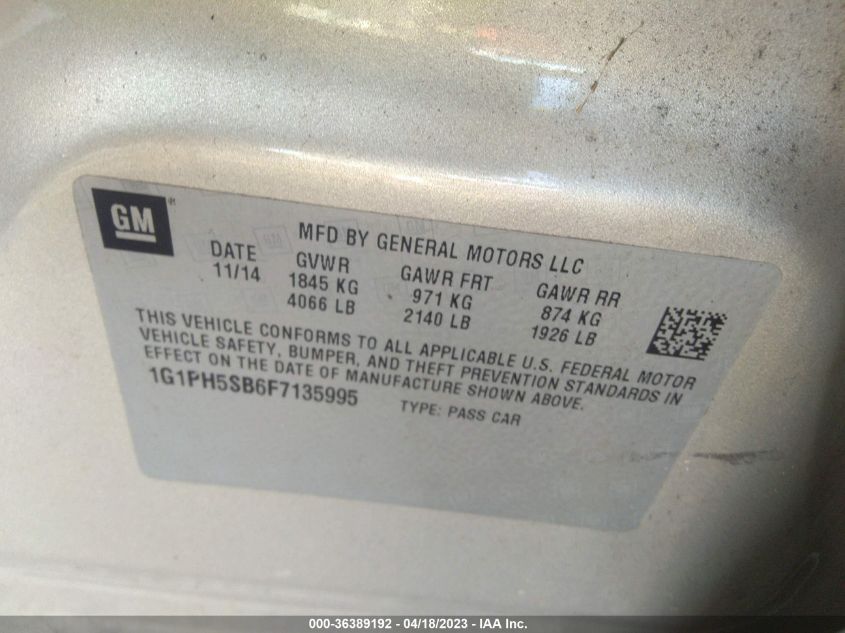 GM®
MFD BY GENERAL MOTORS LLC
DATE GVWR GAWR FRT GAWR RR
11/14 1845 KG 971 KG 874 KG
4066 LB 2140 LB 1926 LB
THIS VEHICLE CONFORMS TO ALL APPLICABLE U.S. FEDERAL MOTOR
VEHICLE SAFETY, BUMPER, AND THEFT PREVENTION STANDARDS IN
EFFECT ON THE DATE OF MANUFACTURE SHOWN ABOVE.
1G1PH5SB6F7135995 TYPE: PASS CAR
000-36389192 - 04/18/2023 - IAA Inc.